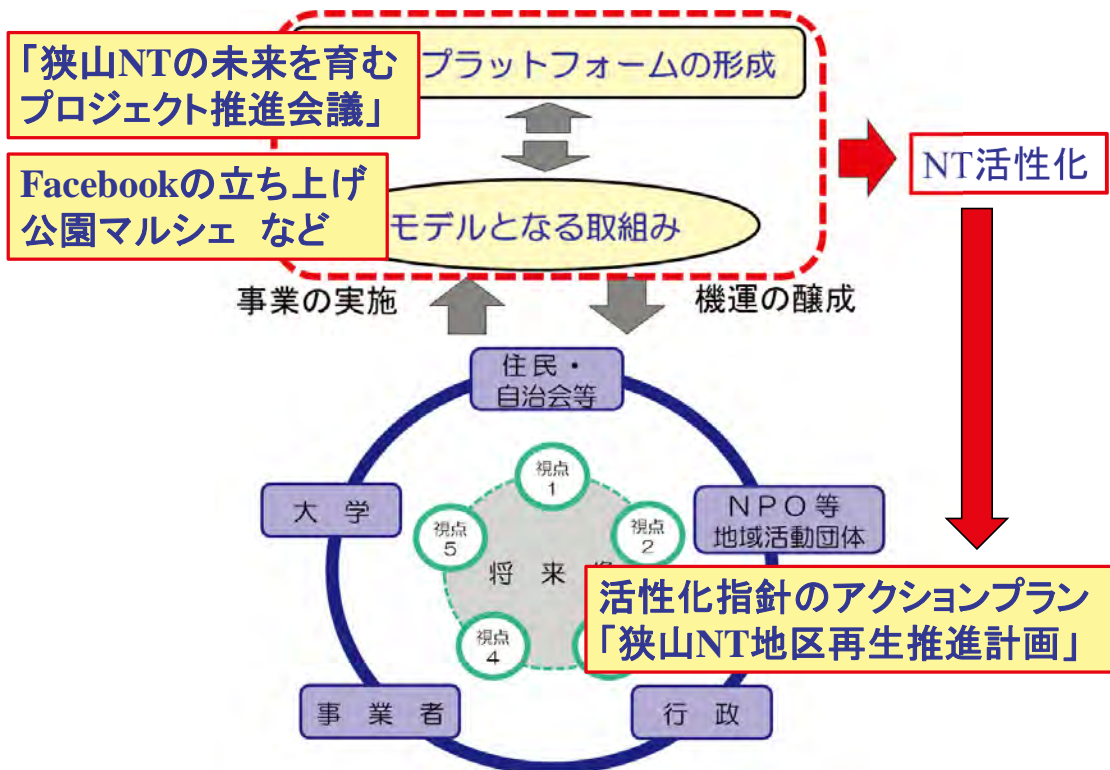 「狭山NTの未来を育む
プロジェクト推進会議」
プラットフォームの形成
Facebookの立ち上げ
公園マルシェ など
モデルとなる取組み
NT活性化
事業の実施
機運の醸成
住民・
自治会等
大 学
NPO等
地域活動団体
視点
1
視点
2
視点
5
将 来
視点
4
活性化指針のアクションプラン
「狭山NT地区再生推進計画」
事 業 者
行 政